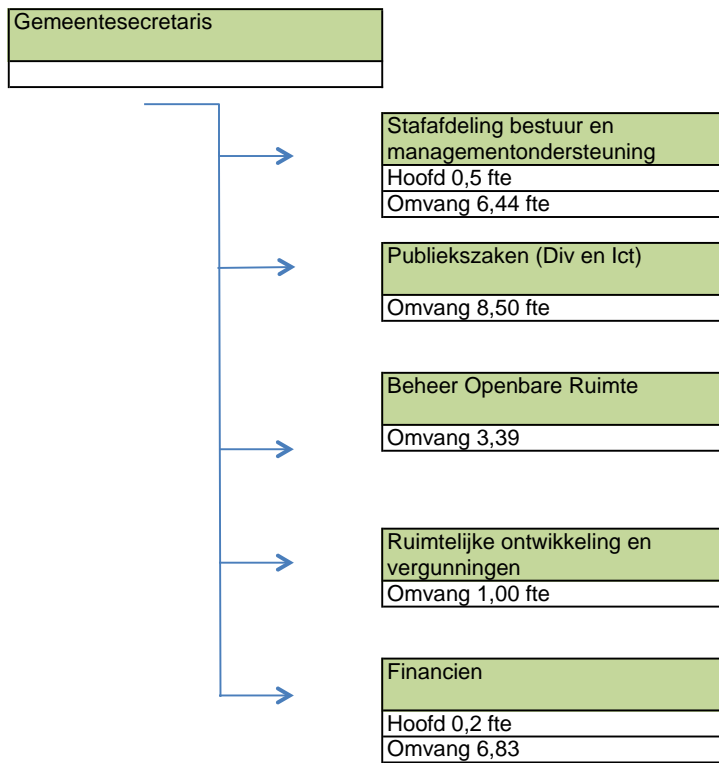 Gemeentesecretaris
Stafafdeling bestuur en
managementondersteuning
Hoofd 0,5 fte
Omvang 6,44 fte
Publiekszaken (Div en Ict)
Omvang 8,50 fte
Beheer Openbare Ruimte
Omvang 3,39
Ruimtelijke ontwikkeling en
vergunningen
Omvang 1,00 fte
Financien
Hoofd 0,2 fte
Omvang 6,83